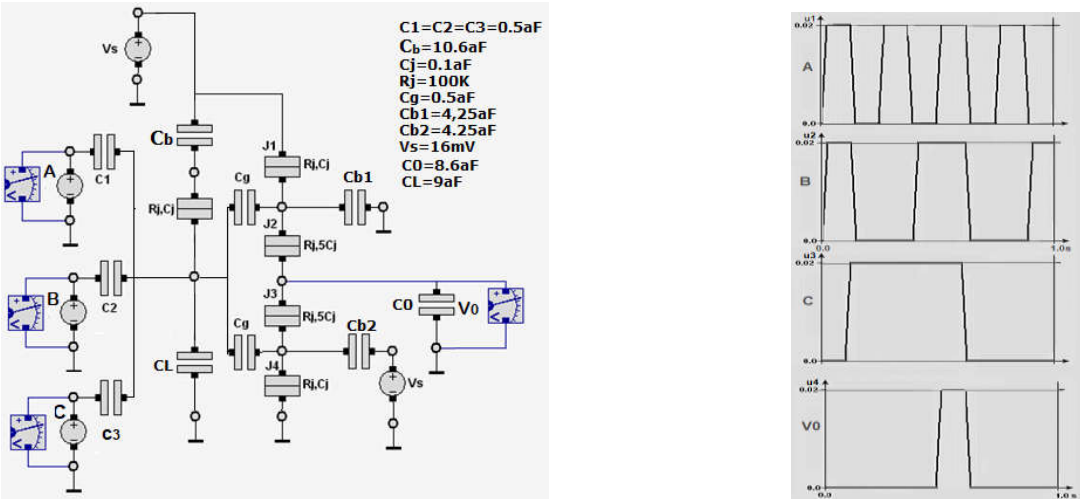 Vs
C1=C2=C3=0.5aF
Cb=10.6aF
Cj=0.1aF
Rj=100K
Cg=0.5aF
Cb1=4,25aF
Cb2=4.25aF
Vs=16mV
C0=8.6aF
CL=9aF
Cb
J1
Rj,Cj
A
C1
Cg
Cb1
Rj,Cj
J2
Rj,5Cj
B
C2
J3
Rj,5Cj
C0
V0
Cg
Cb2
CL
J4
Rj,Cj
Vs
C
C3
u1
0.02
A
0.0
u2
0.02
B
0.0
1.0s
u3
0.02
C
0.0
u4
0.02
V0
0.0
0.0
1.0 s